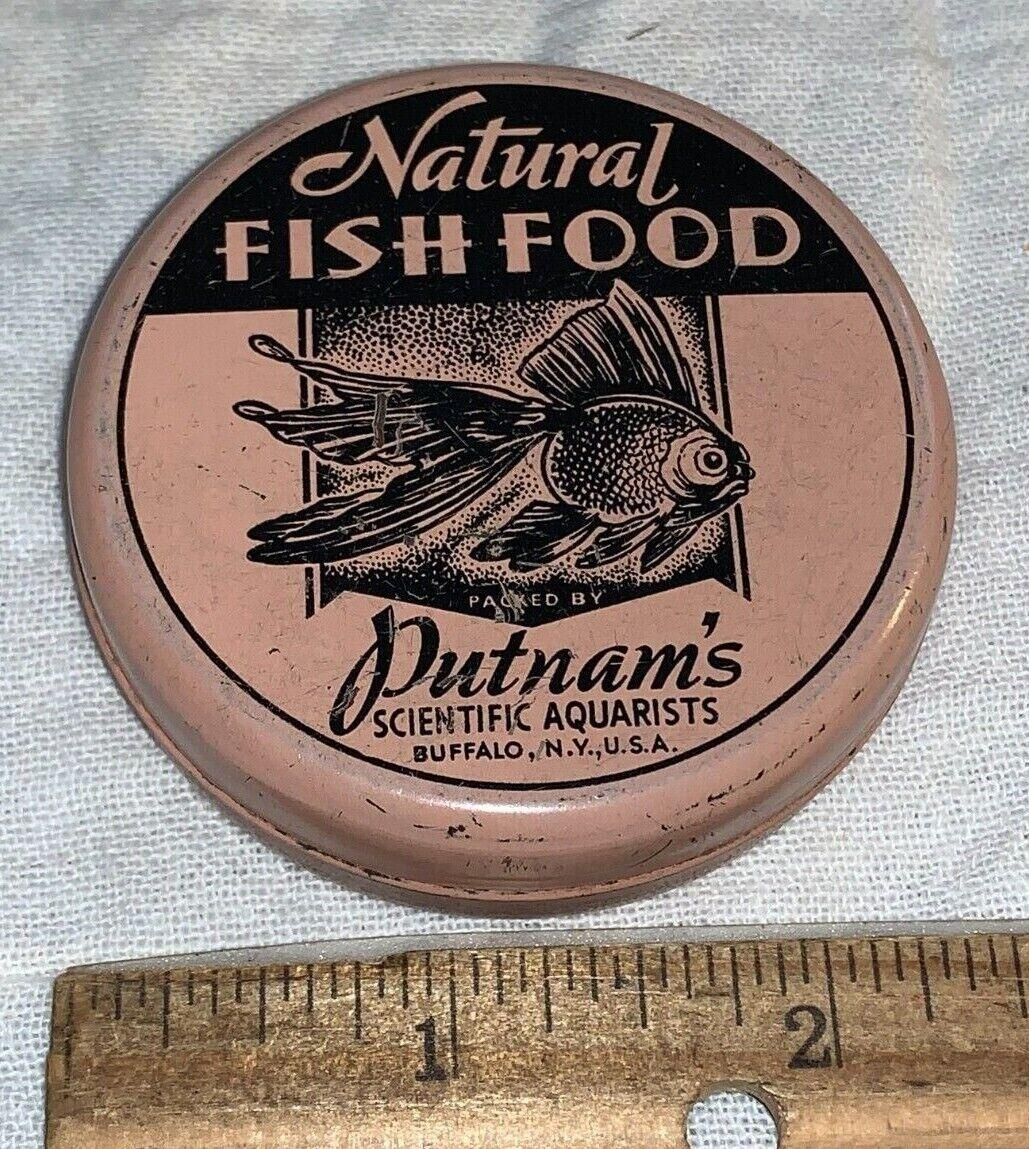 Natural
FISH FOOD
PACKED BY
Putnam's
SCIENTIFIC AQUARISTS
BUFFALO, N.Y., U.S.A.
1 2